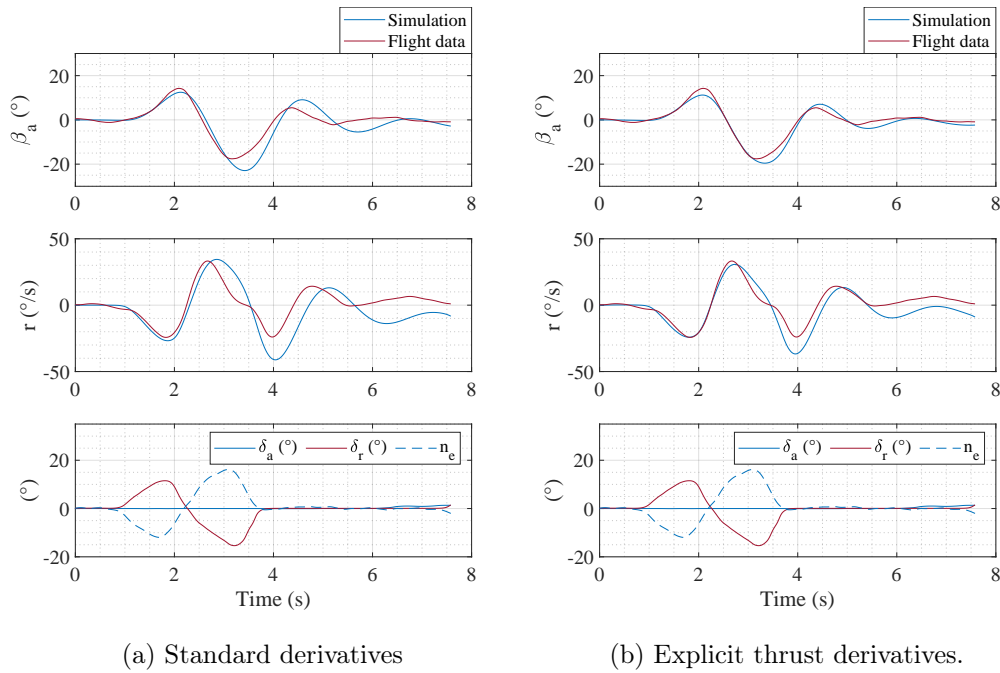 Simulation
Flight data
20
0
-20
β_a (°)
0 2 4 6 8
50
0
-50
r (°/s)
0 2 4 6 8
δ_a (°) δ_r (°) n_e
20
0
-20
(°)
0 2 4 6 8
Time (s)
(a) Standard derivatives
Simulation
Flight data
20
0
-20
β_a (°)
0 2 4 6 8
50
0
-50
r (°/s)
0 2 4 6 8
δ_a (°) δ_r (°) n_e
20
0
-20
(°)
0 2 4 6 8
Time (s)
(b) Explicit thrust derivatives.